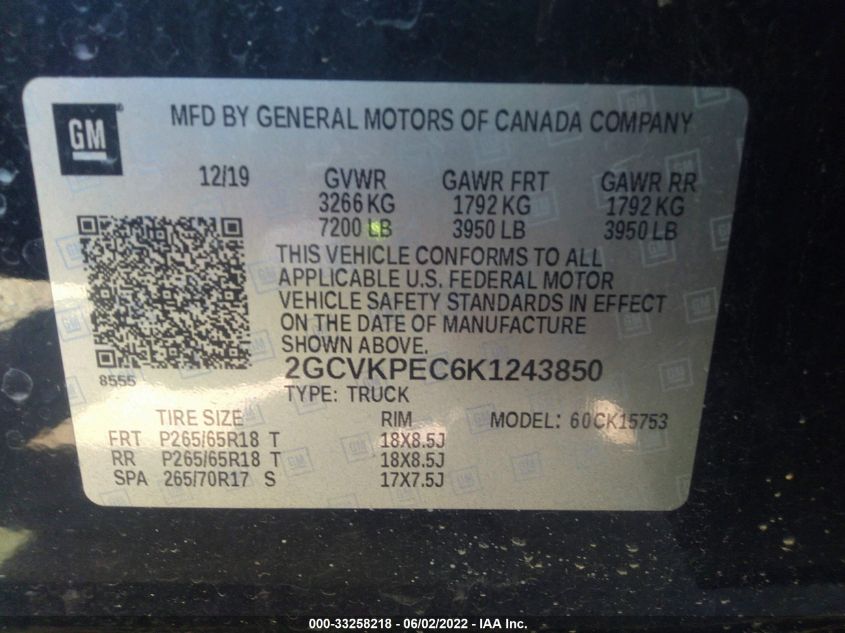 GM
MFD BY GENERAL MOTORS OF CANADA COMPANY
12/19 GVWR GAWR FRT GAWR RR
3266 KG 1792 KG 1792 KG
7200 LB 3950 LB 3950 LB
THIS VEHICLE CONFORMS TO ALL
APPLICABLE U.S. FEDERAL MOTOR
VEHICLE SAFETY STANDARDS IN EFFECT
ON THE DATE OF MANUFACTURE
SHOWN ABOVE.
8555 2GCVKPEC6K1243850
TYPE: TRUCK
TIRE SIZE RIM MODEL: 60CK15753
FRT P265/65R18 T 18X8.5J
RR P265/65R18 T 18X8.5J
SPA 265/70R17 S 17X7.5J
000-33258218 - 06/02/2022 - IAA Inc.